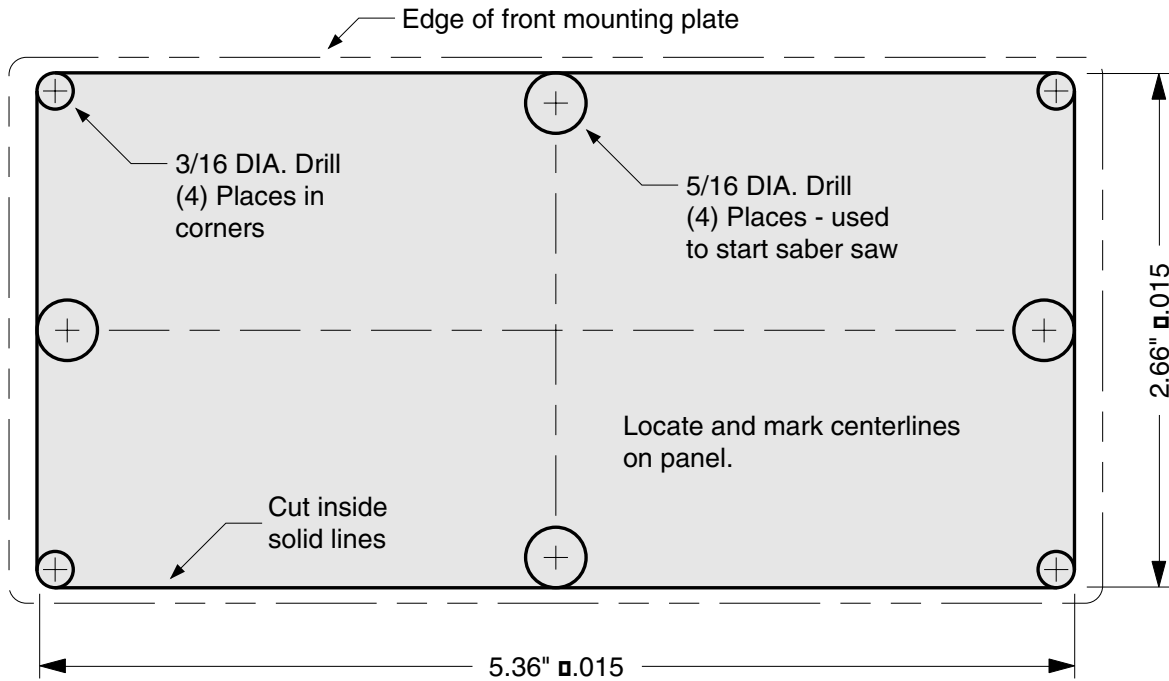 Edge of front mounting plate
3/16 DIA. Drill
(4) Places in
corners
5/16 DIA. Drill
(4) Places - used
to start saber saw
2.66" ◘.015
Locate and mark centerlines
on panel.
Cut inside
solid lines
5.36" ◘.015